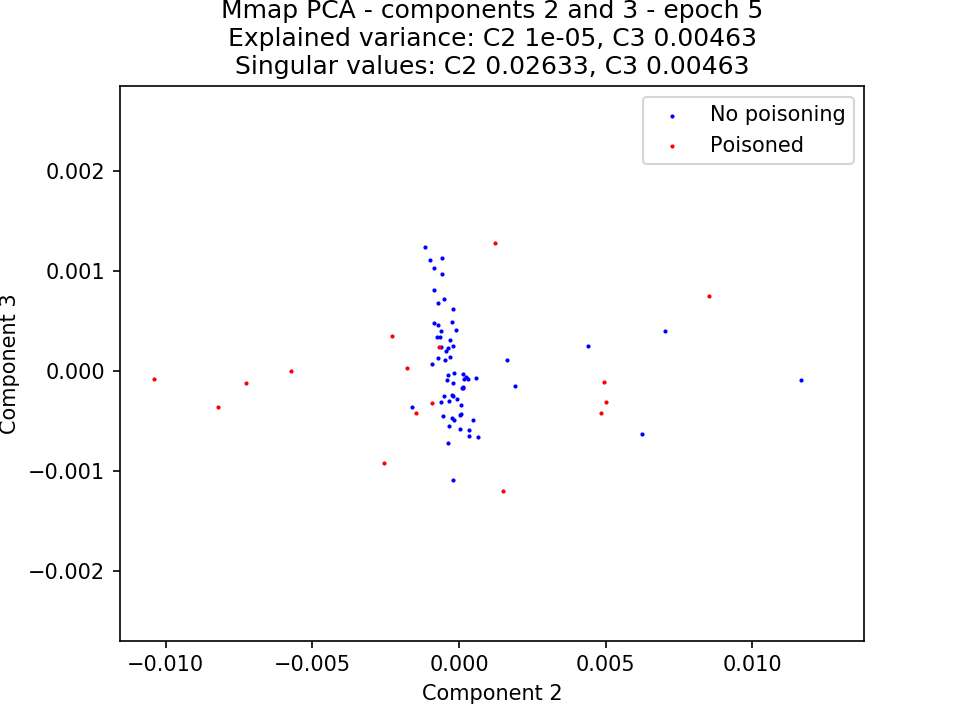 Mmap PCA - components 2 and 3 - epoch 5
Explained variance: C2 1e-05, C3 0.00463
Singular values: C2 0.02633, C3 0.00463
No poisoning
Poisoned
0.002
0.001
0.000
−0.001
−0.002
Component 3
−0.010 −0.005 0.000 0.005 0.010
Component 2